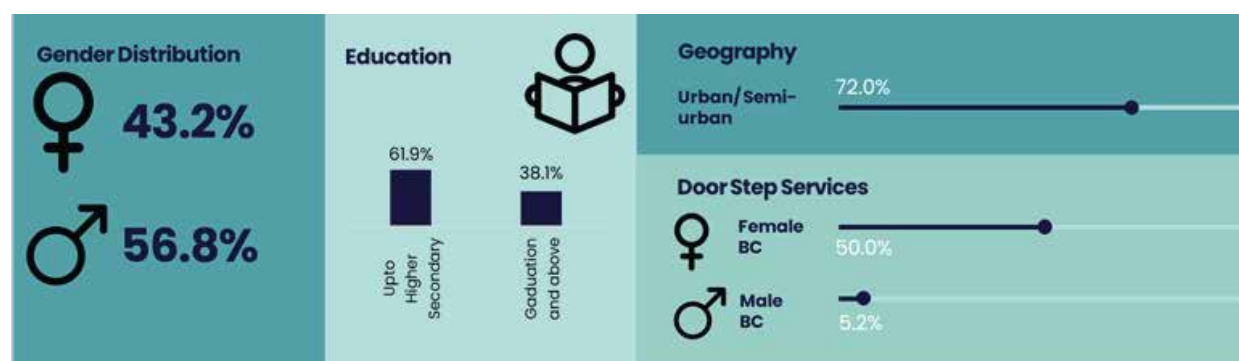 Gender Distribution
43.2%
56.8%
Education
61.9%
38.1%
Upto
Higher
Secondary
Gaduation
and above
Geography
Urban/Semi-
urban
72.0%
Door Step Services
Female
BC
50.0%
Male
BC
5.2%